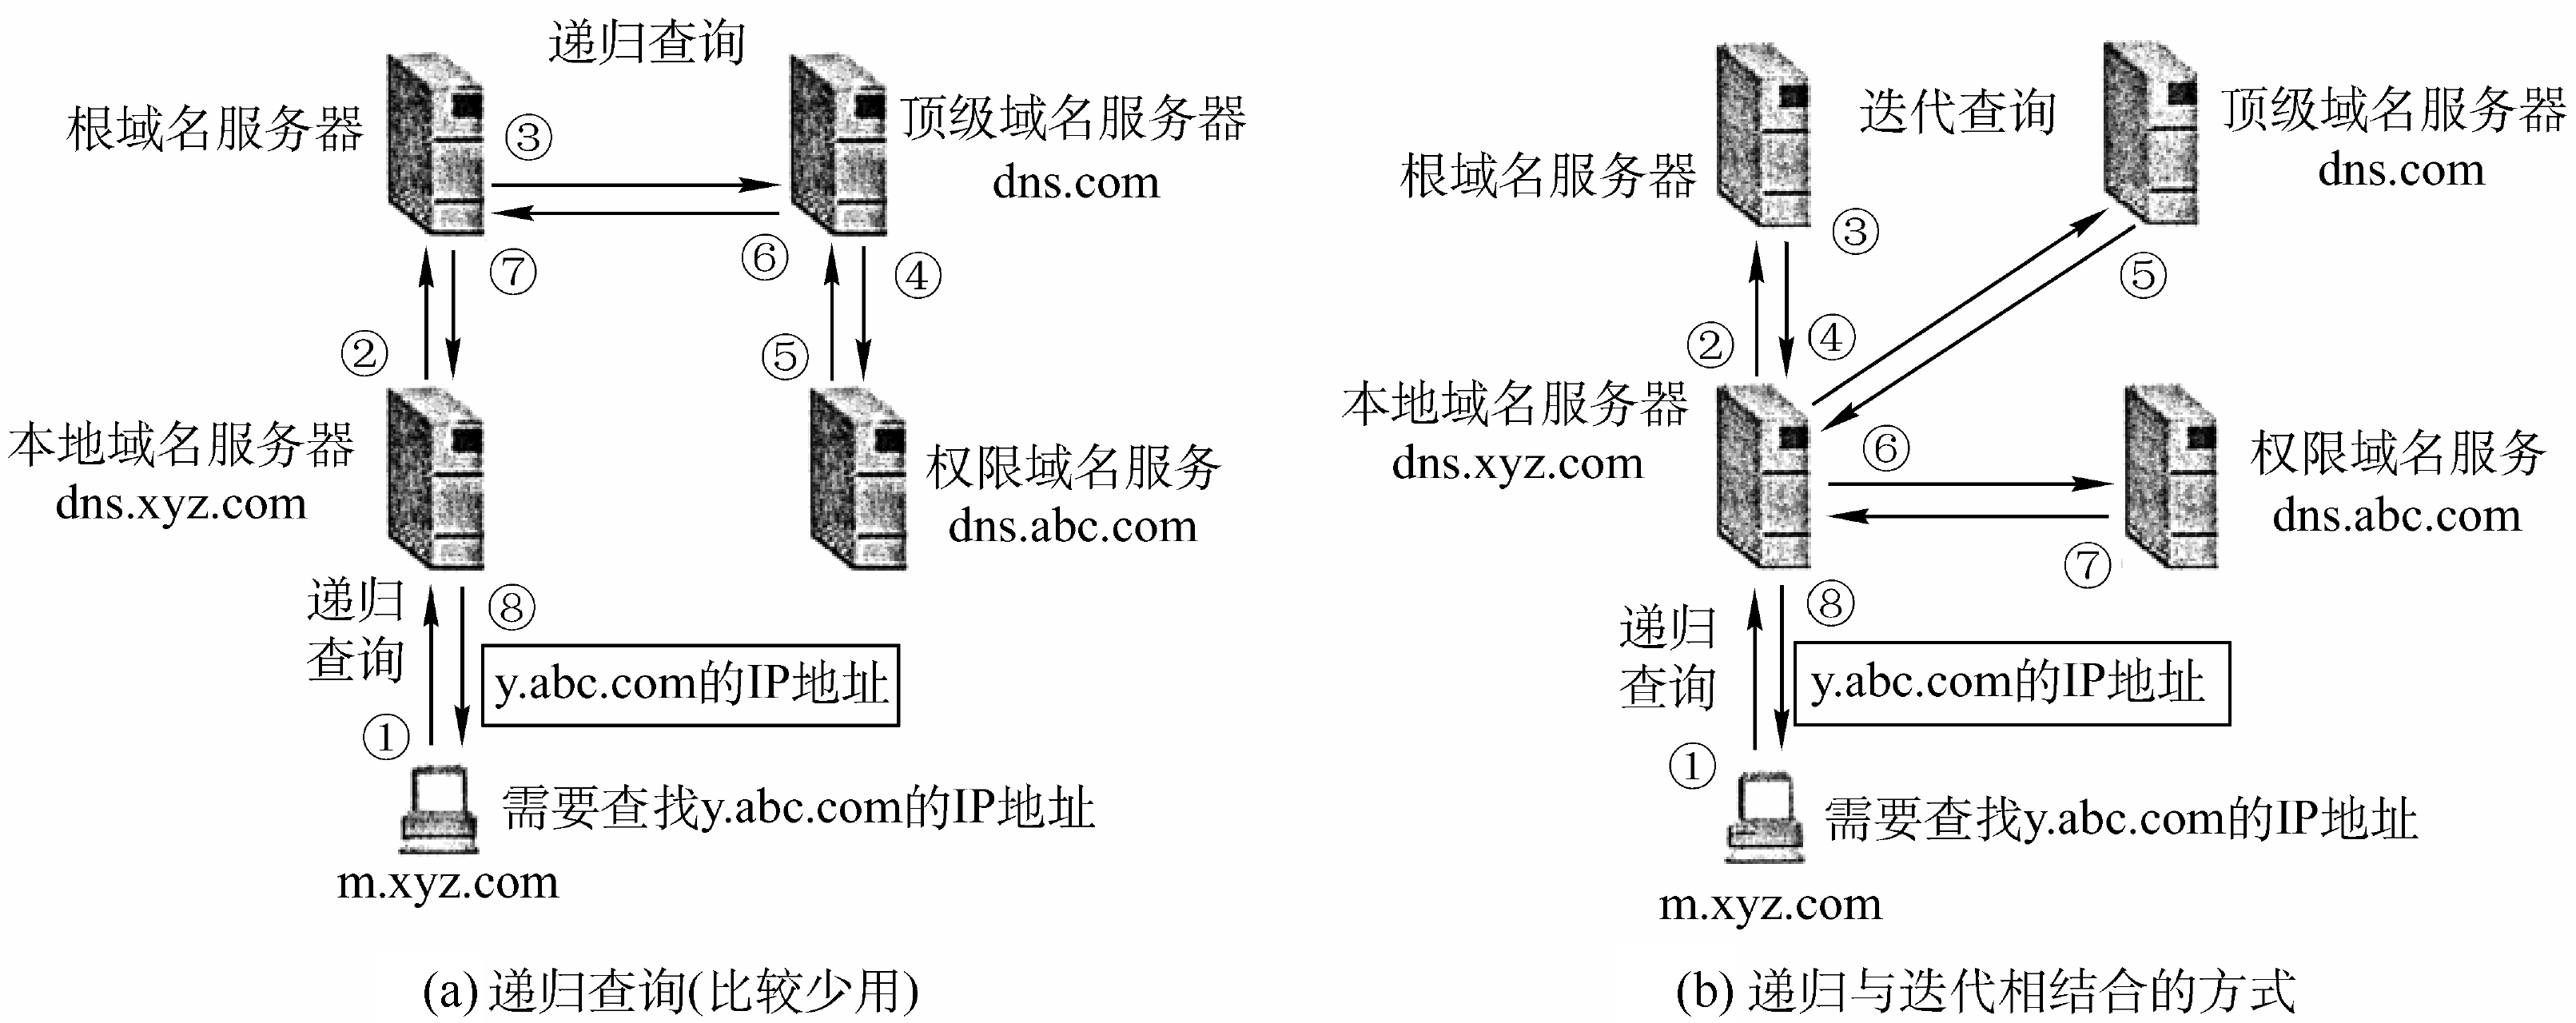 递归查询
根域名服务器
③
顶级域名服务器
dns.com
⑦
⑥
④
②
⑤
本地域名服务器
dns.xyz.com
权限域名服务
dns.abc.com
递归
查询
⑧
y.abc.com的IP地址
①
需要查找y.abc.com的IP地址
m.xyz.com
(a) 递归查询(比较少用)
迭代查询
根域名服务器
顶级域名服务器
dns.com
③
⑤
②
④
本地域名服务器
dns.xyz.com
⑥
权限域名服务
dns.abc.com
⑦
递归
查询
⑧
y.abc.com的IP地址
①
需要查找y.abc.com的IP地址
m.xyz.com
(b) 递归与迭代相结合的方式